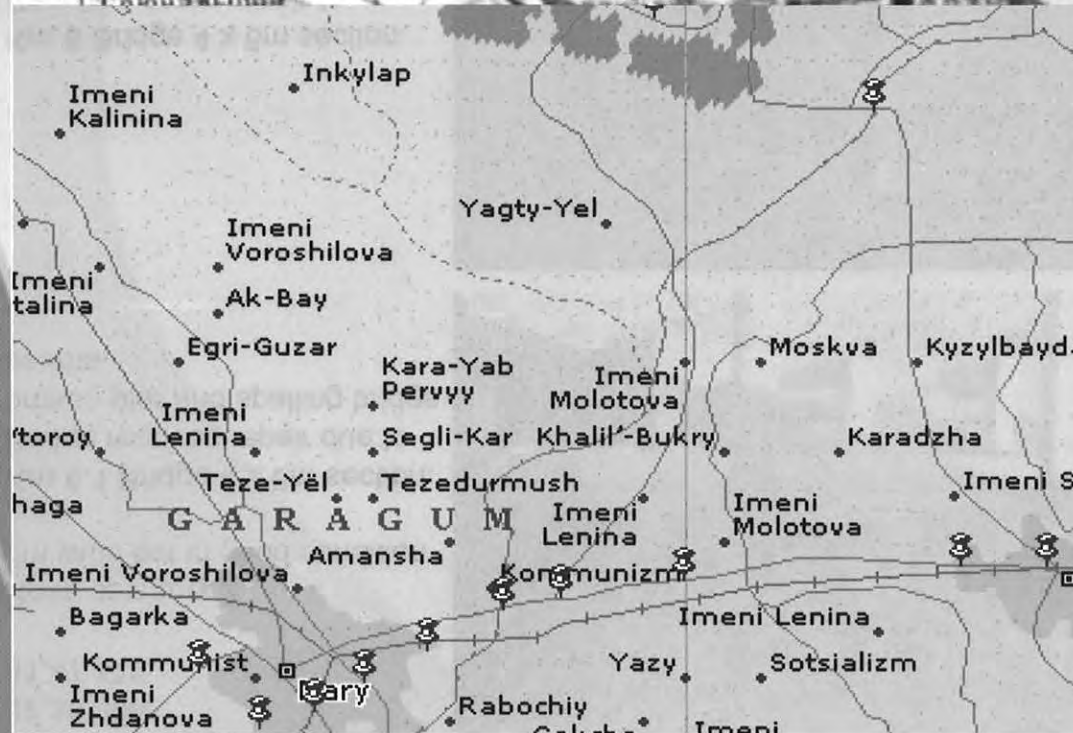 Inkylap
Imeni
Kalinina
Yagty-Yel
Imeni
Voroshilova
Imeni
talina
Ak-Bay
Egri-Guzar
Moskva
Kyzylbayd
Kara-Yab
Pervyy
Imeni
Molotova
Imeni
Lenina
'toroy
Segli-Kar
Khalil"-Bukry
Karadzha
Teze-Yël
Tezedurmush
Imeni S
haga
GARAGUM
Imeni
Lenina
Imeni
Molotova
Amansha
Imeni Voroshilova
Kommunizm
Bagarka
Imeni Lenina
Kommunist
Mary
Yazy
Sotsializm
Imeni
Zhdanova
Rabochiy
Imeni